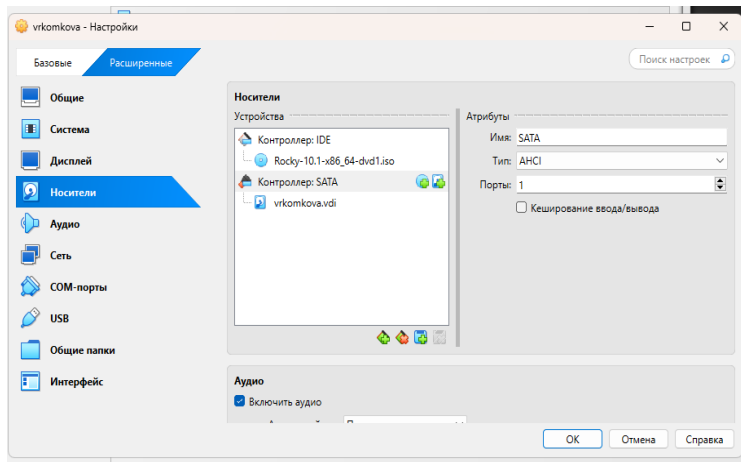 vrkomkova - Настройки
Базовые Расширенные Поиск настроек
Общие
Система
Дисплей
Носители
Аудио
Сеть
COM-порты
USB
Общие папки
Интерфейс
Носители
Устройства
Контроллер: IDE
Rocky-10.1-x86_64-dvd1.iso
Контроллер: SATA
vrkomkova.vdi
Атрибуты
Имя: SATA
Тип: AHCI
Порты: 1
Кеширование ввода/вывода
Аудио
Включить аудио
OK Отмена Справка